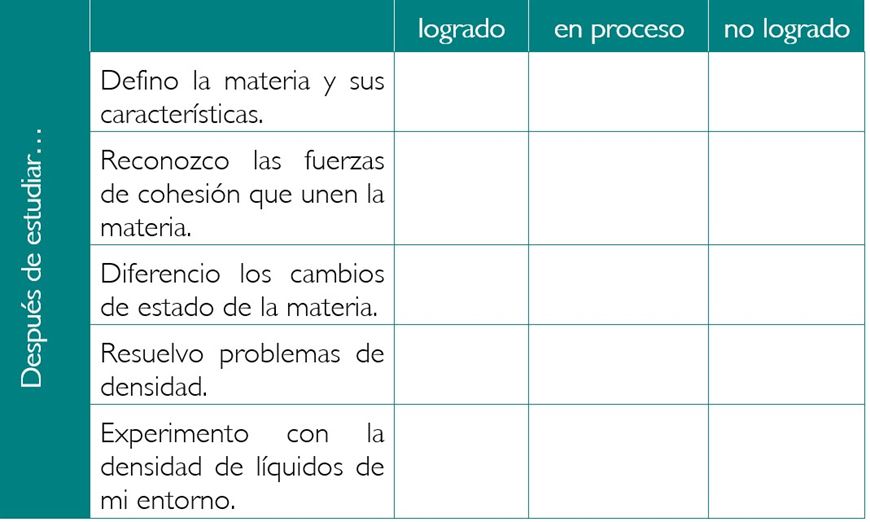 logrado en proceso no logrado
Después de estudiar...
Defino la materia y sus
características.
Reconozco las fuerzas
de cohesión que unen la
materia.
Diferencio los cambios
de estado de la materia.
Resuelvo problemas de
densidad.
Experimento con la
densidad de líquidos de
mi entorno.